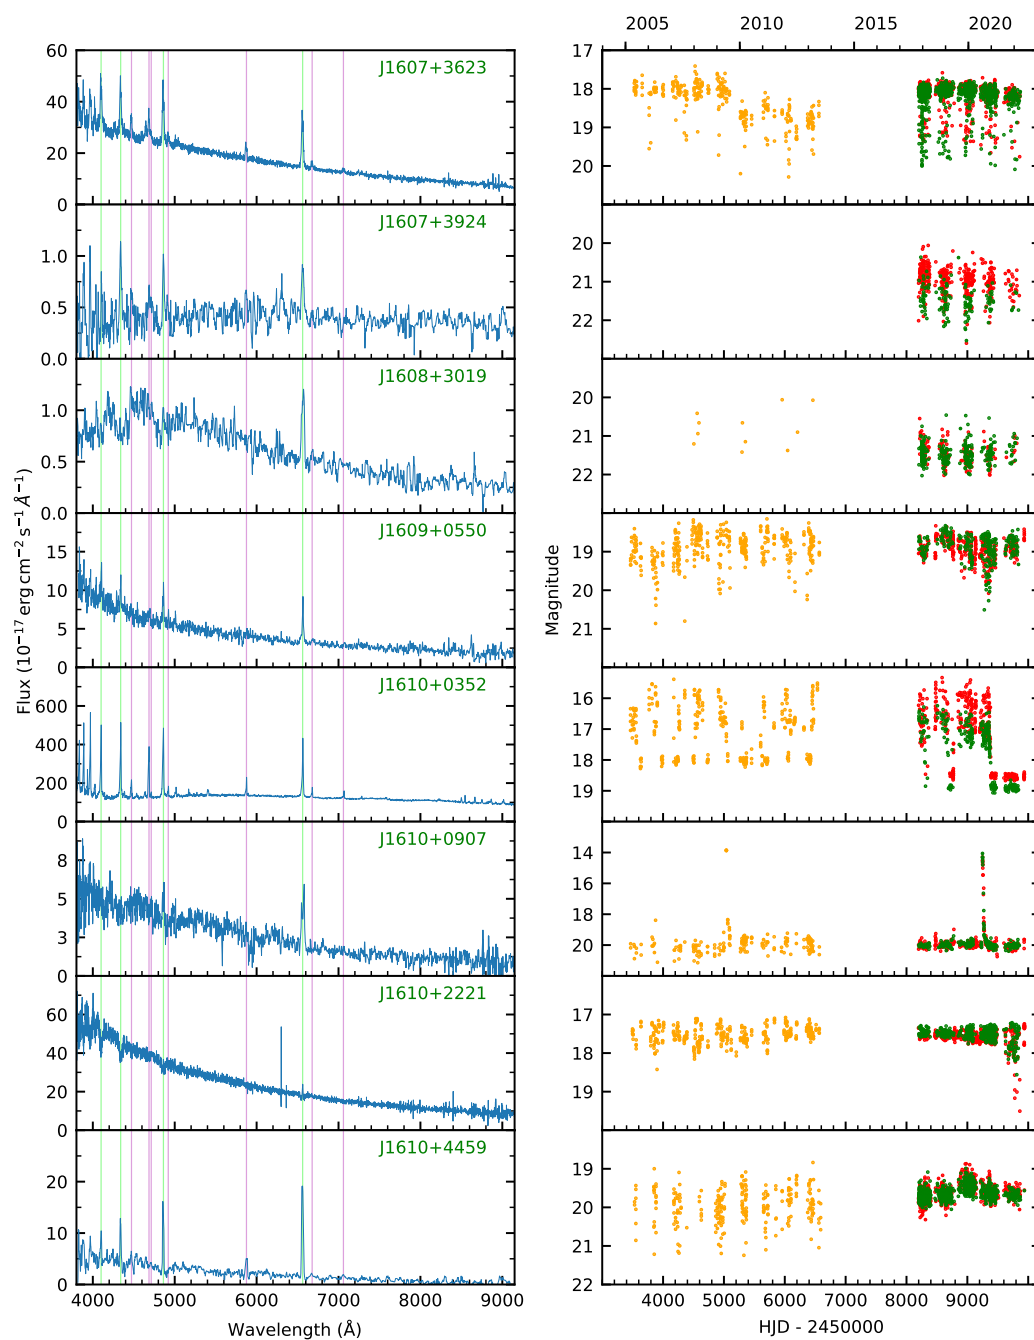 2005 2010 2015 2020
60 J1607+3623 17
40 18
20 19
0 20
J1607+3924
1.0 20
0.5 21
0.0 22
J1608+3019
1.0 20
0.5 21
0.0 22
J1609+0550
15 19
10 20
5 21
0
J1610+0352
600 16
400 17
200 18
0 19
J1610+0907
8 14
5 16
3 18
0 20
J1610+2221
60 17
40 18
20 19
0
J1610+4459
20 19
10 20
0 21
22
4000 5000 6000 7000 8000 9000
4000 5000 6000 7000 8000 9000
Wavelength (Å)
HJD - 2450000
Flux (10⁻¹⁷ erg cm⁻² s⁻¹ Å⁻¹)
Magnitude